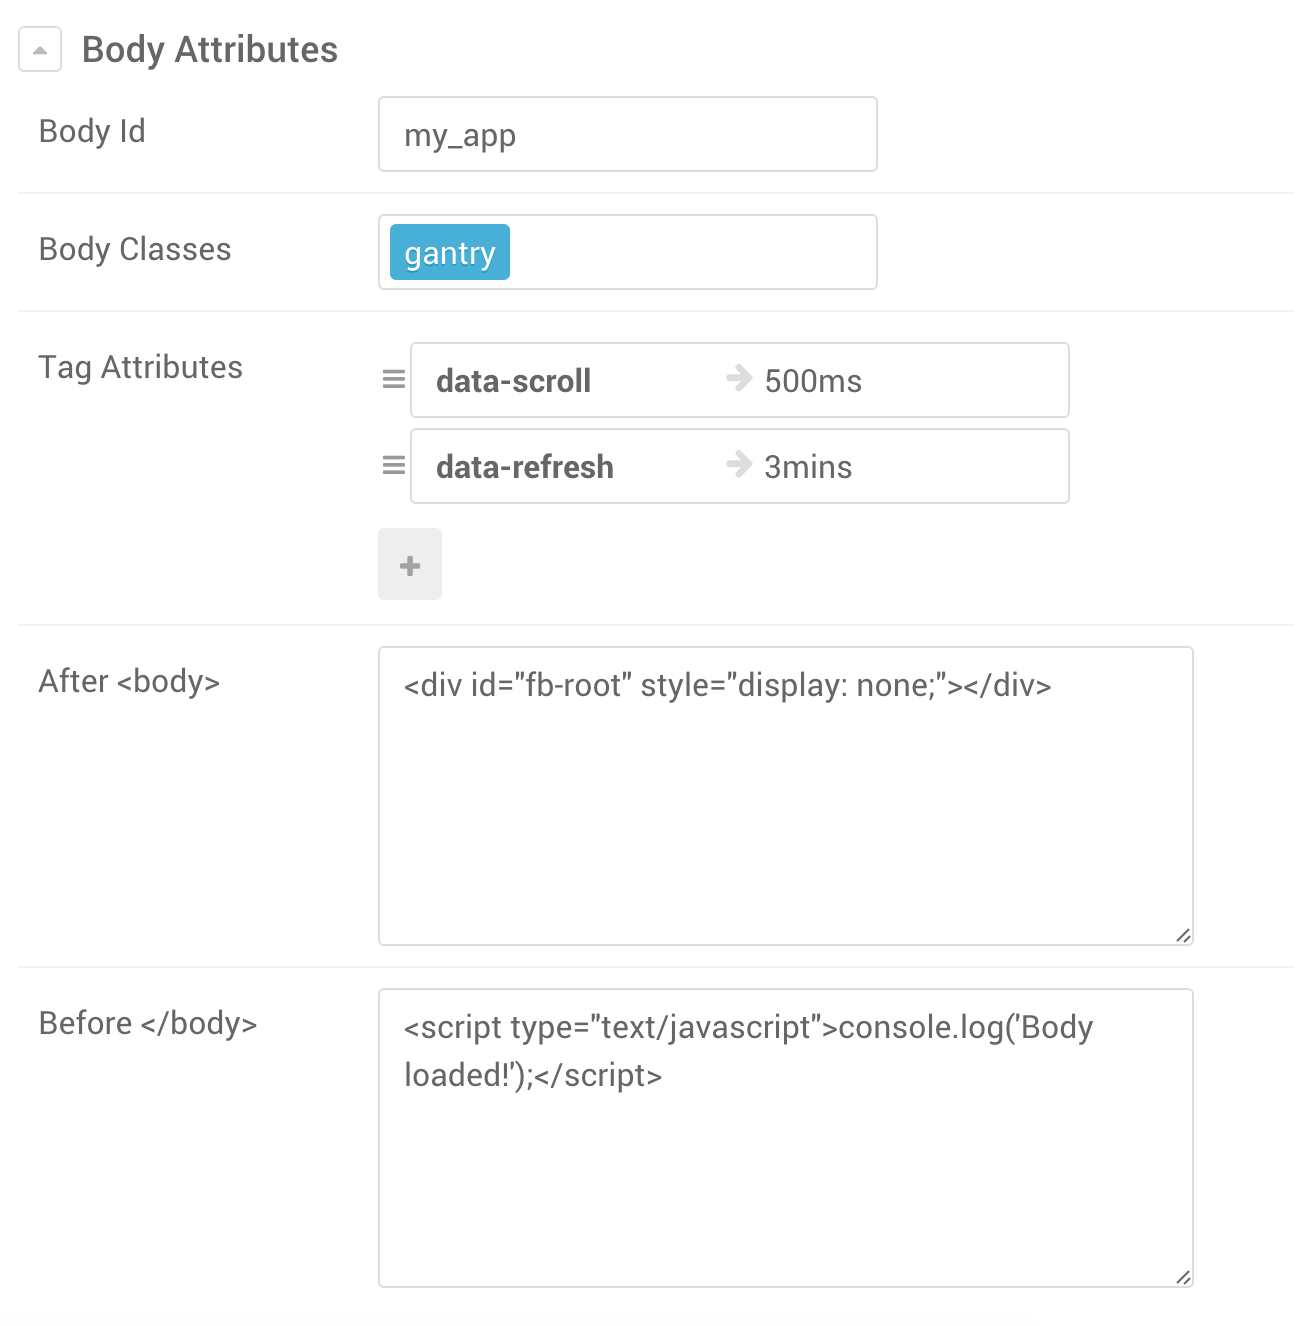 Body Attributes
Body Id
my_app
Body Classes
gantry
Tag Attributes
data-scroll 500ms
data-refresh 3mins
After <body>
<div id="fb-root" style="display: none;"></div>
Before </body>
<script type="text/javascript">console.log('Body
loaded!');</script>